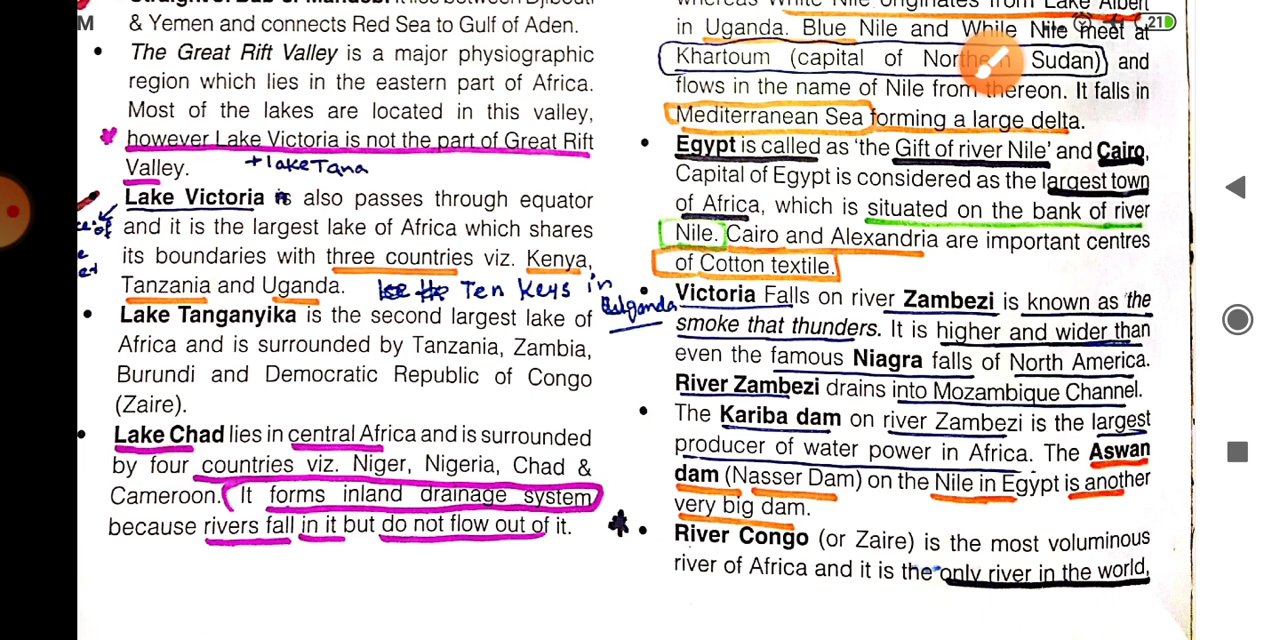 & Yemen and connects Red Sea to Gulf of Aden.
• The Great Rift Valley is a major physiographic
region which lies in the eastern part of Africa.
Most of the lakes are located in this valley,
however Lake Victoria is not the part of Great Rift
Valley. + lake Tana
Lake Victoria is also passes through equator
and it is the largest lake of Africa which shares
its boundaries with three countries viz. Kenya,
Tanzania and Uganda. Ten Keys in
Uganda
• Lake Tanganyika is the second largest lake of
Africa and is surrounded by Tanzania, Zambia,
Burundi and Democratic Republic of Congo
(Zaire).
• Lake Chad lies in central Africa and is surrounded
by four countries viz. Niger, Nigeria, Chad &
Cameroon. It forms inland drainage system
because rivers fall in it but do not flow out of it.
whereas White Nile originates from Lake Albert
in Uganda. Blue Nile and While Nile meet at
Khartoum (capital of Northern Sudan) and
flows in the name of Nile from thereon. It falls in
Mediterranean Sea forming a large delta.
• Egypt is called as 'the Gift of river Nile' and Cairo,
Capital of Egypt is considered as the largest town
of Africa, which is situated on the bank of river
Nile. Cairo and Alexandria are important centres
of Cotton textile.
• Victoria Falls on river Zambezi is known as 'the
smoke that thunders. It is higher and wider than
even the famous Niagra falls of North America.
River Zambezi drains into Mozambique Channel.
• The Kariba dam on river Zambezi is the largest
producer of water power in Africa. The Aswan
dam (Nasser Dam) on the Nile in Egypt is another
very big dam.
• River Congo (or Zaire) is the most voluminous
river of Africa and it is the only river in the world,
21
M